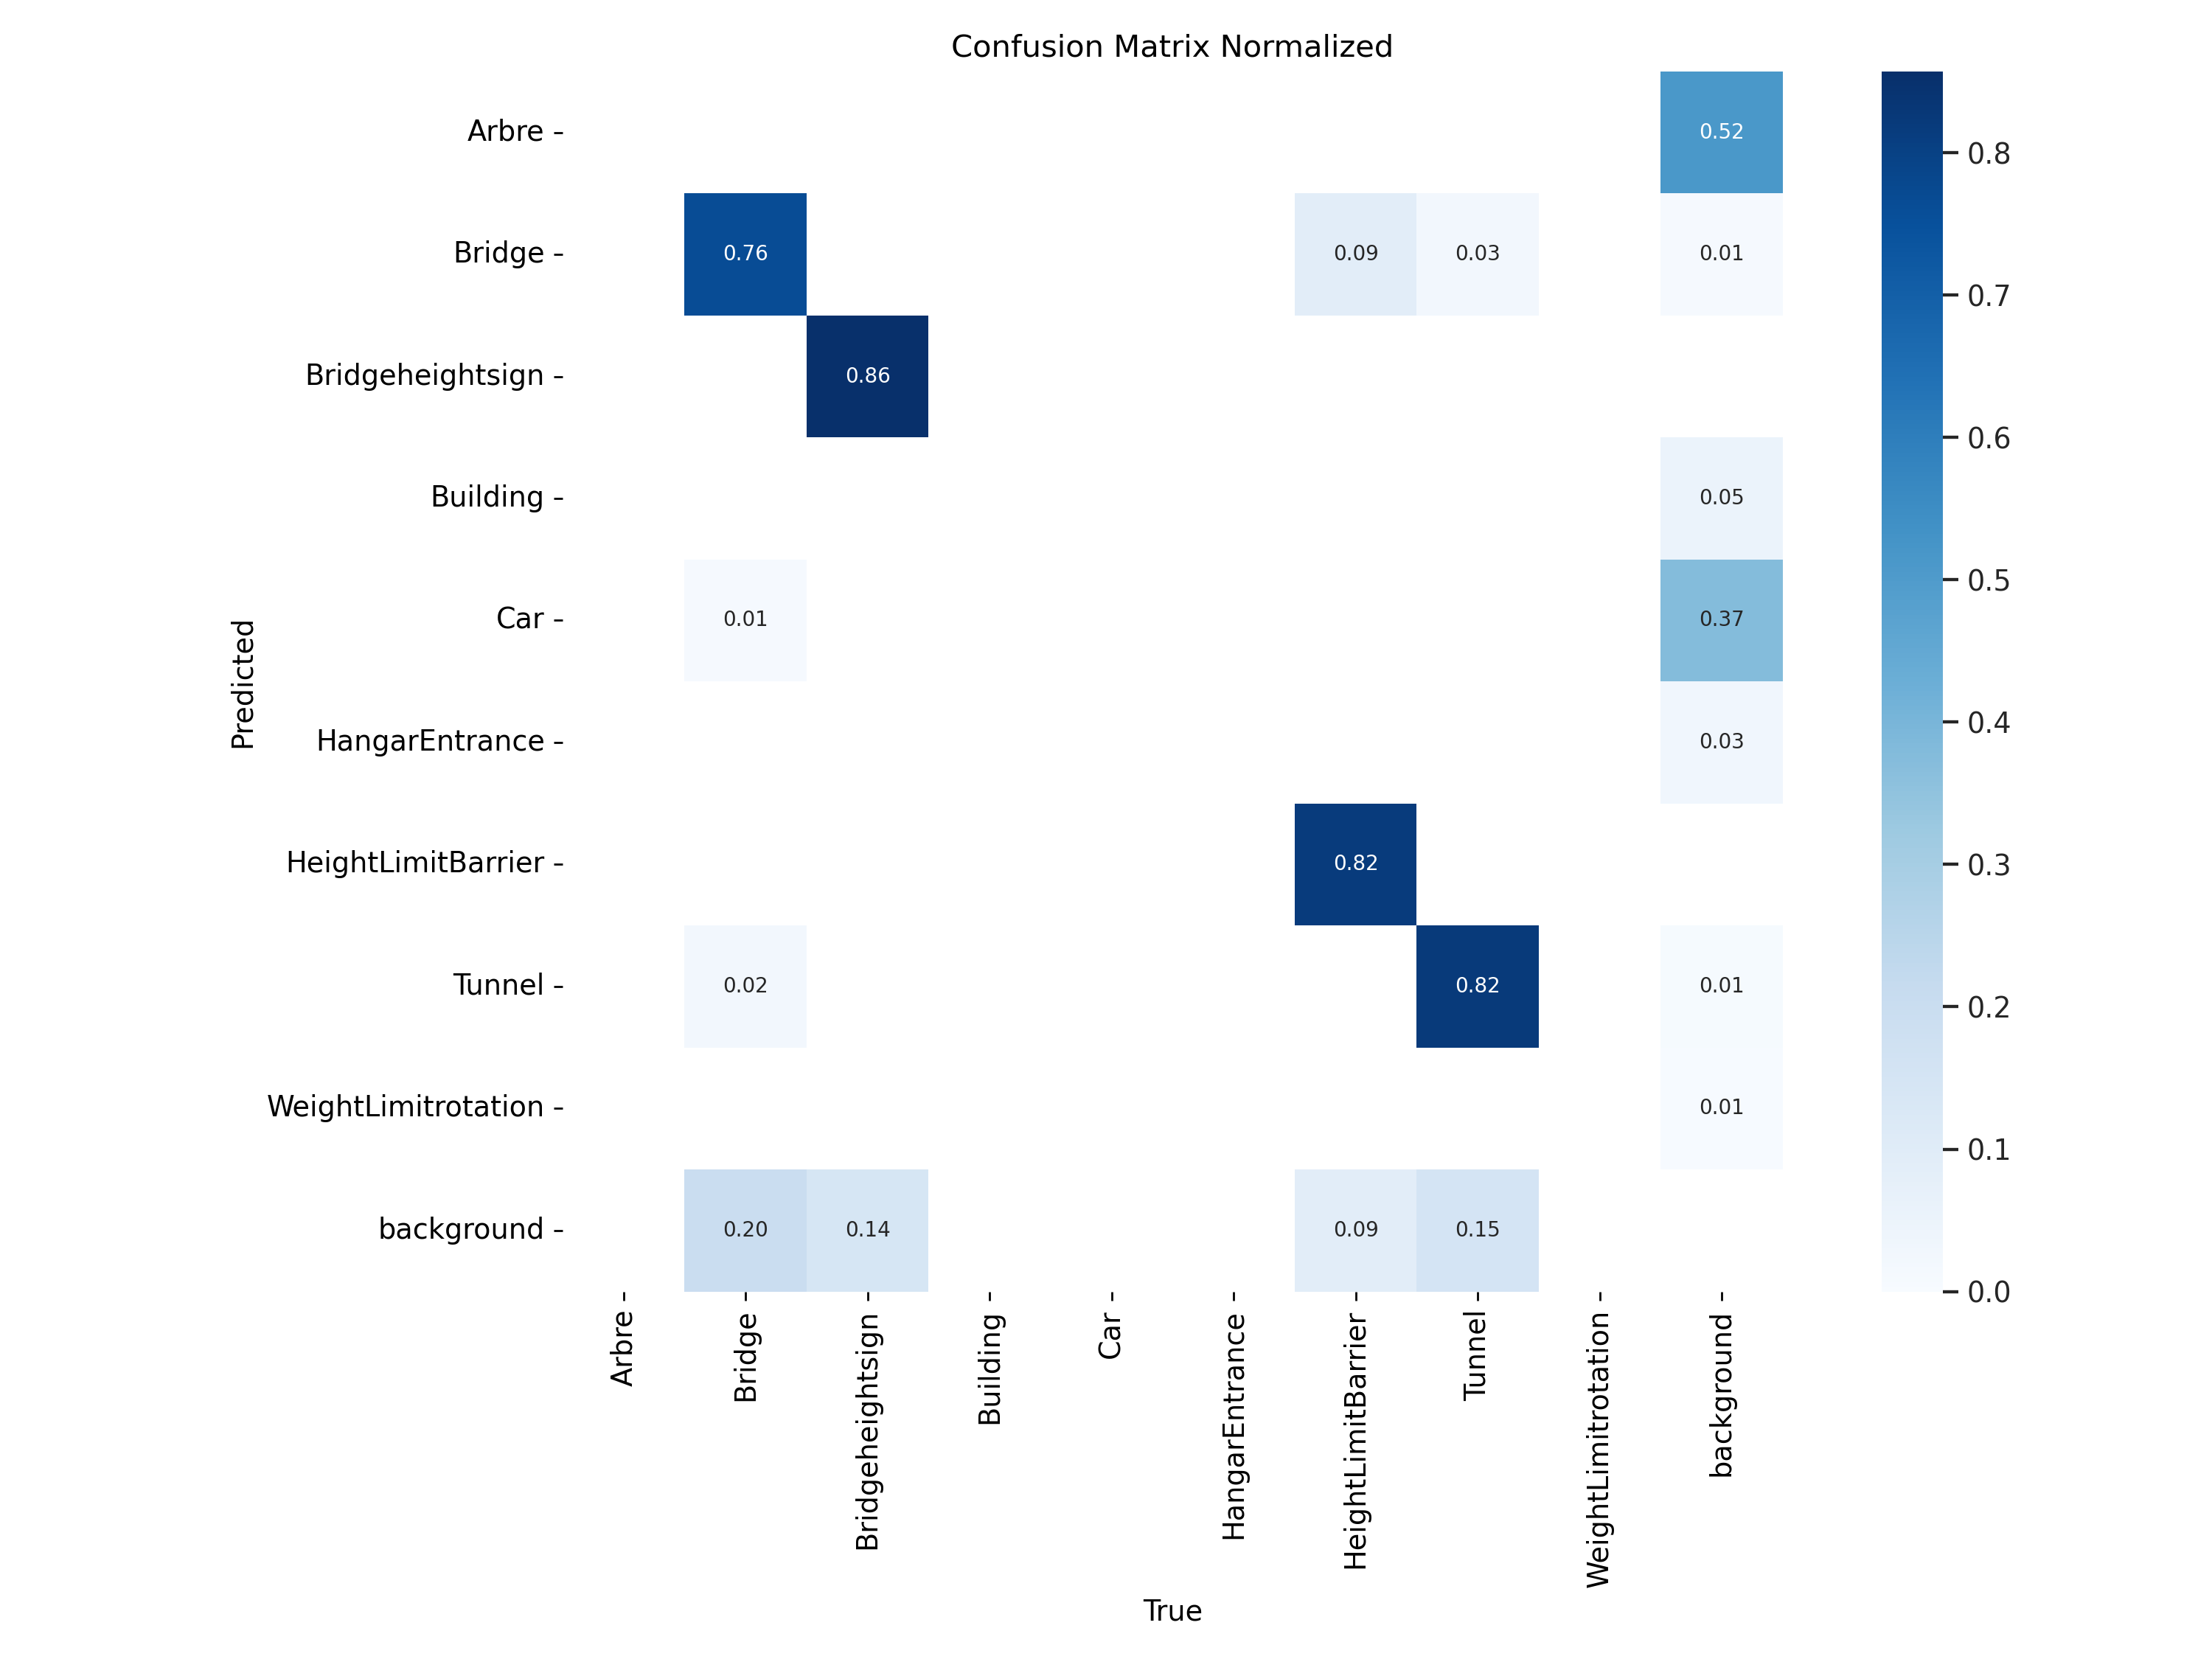 Confusion Matrix Normalized
Arbre
0.52
0.8
Bridge
0.76
0.09
0.03
0.01
0.7
Bridgeheightsign
0.86
0.6
Building
0.05
0.5
Car
0.01
0.37
Predicted
0.4
HangarEntrance
0.03
HeightLimitBarrier
0.82
0.3
Tunnel
0.02
0.82
0.01
0.2
WeightLimitrotation
0.01
0.1
background
0.20
0.14
0.09
0.15
0.0
Arbre
Bridge
Bridgeheightsign
Building
Car
HangarEntrance
HeightLimitBarrier
Tunnel
WeightLimitrotation
background
True